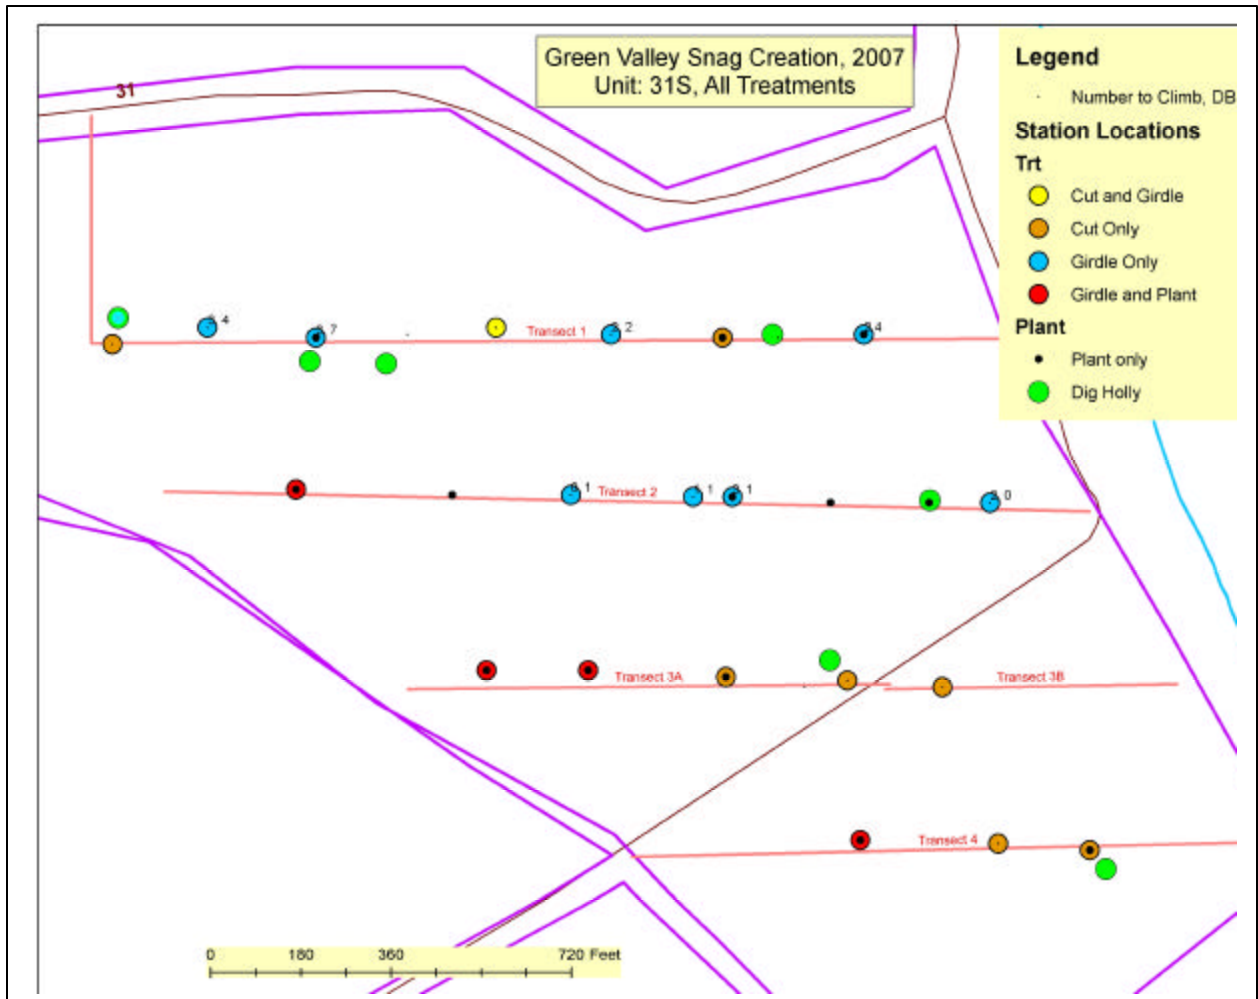 Green Valley Snag Creation, 2007
Unit: 31S, All Treatments
31
Legend
Number to Climb, DB
Station Locations
Trt
Cut and Girdle
Cut Only
Girdle Only
Girdle and Plant
Plant
Plant only
Dig Holly
4
7
Transect 1
2
4
1
Transect 2
1
1
0
Transect 3A
Transect 3B
Transect 4
0
180
360
720 Feet